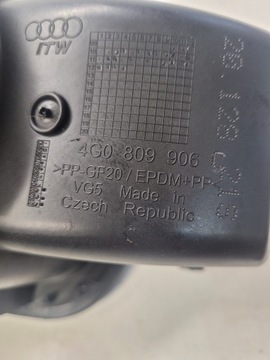 ITW
4G0 809 906
>PP-GF20/EPDM+PP<
VG5 Made in
Czech Republic